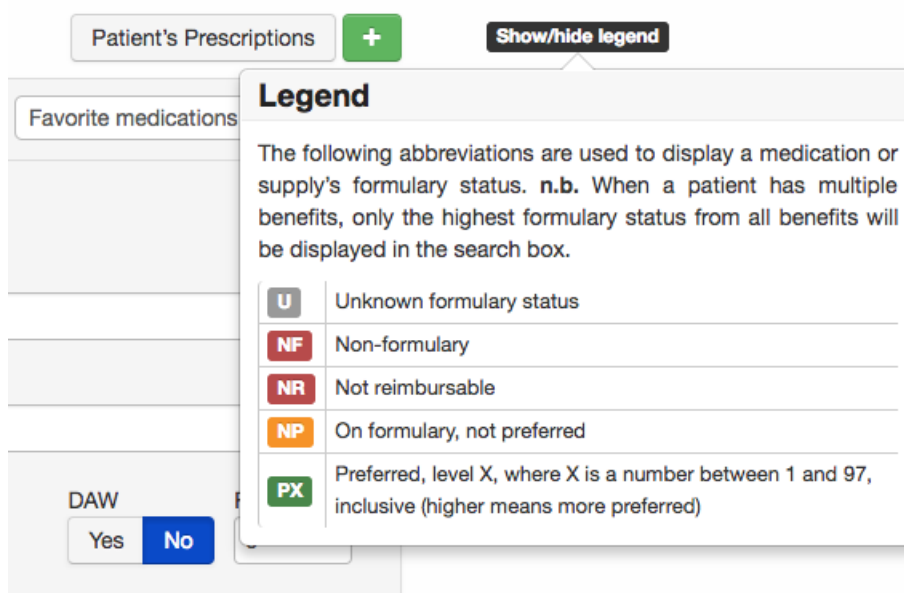 Patient's Prescriptions
+
Show/hide legend
Favorite medications
Legend
The following abbreviations are used to display a medication or
supply's formulary status. n.b. When a patient has multiple
benefits, only the highest formulary status from all benefits will
be displayed in the search box.
U Unknown formulary status
NF Non-formulary
NR Not reimbursable
NP On formulary, not preferred
PX Preferred, level X, where X is a number between 1 and 97,
inclusive (higher means more preferred)
DAW
Yes No